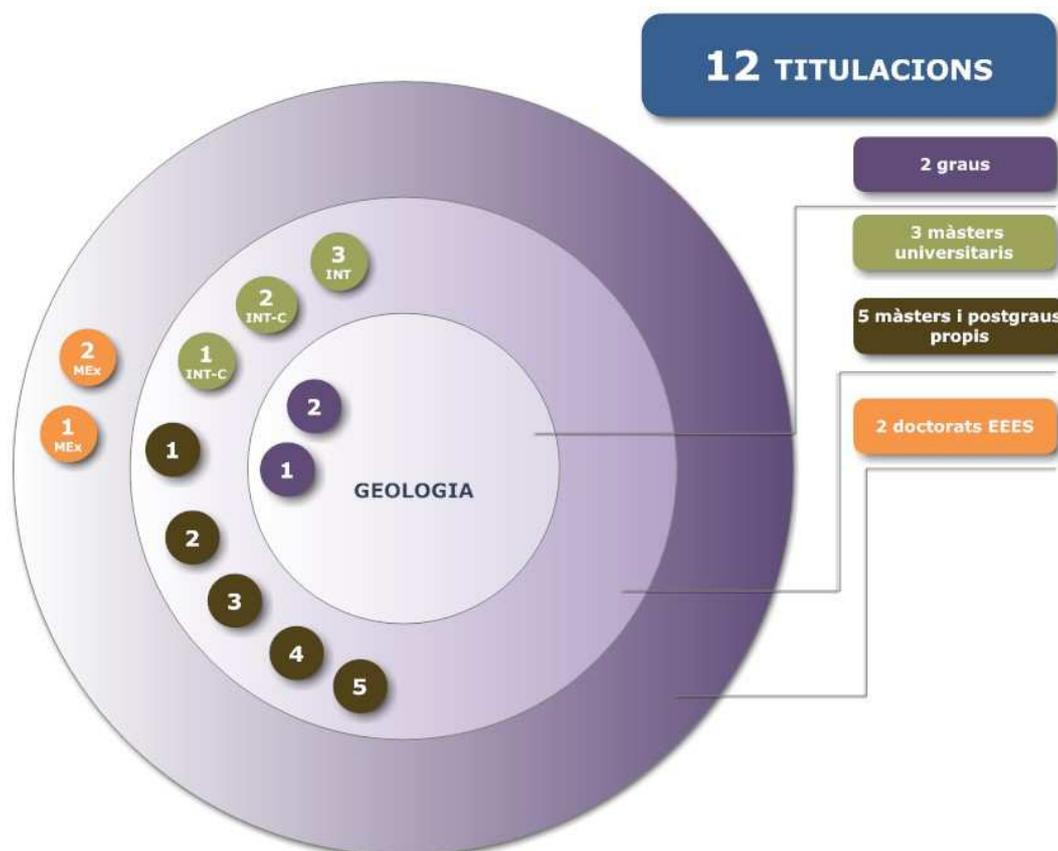 12 TITULACIONS
2 graus
3 màsters
universitaris
5 màsters i postgraus
propis
2 doctorats EEES
3
INT
2
INT-C
1
INT-C
2
MEx
1
MEx
2
1
GEOLOGIA
1
2
3
4
5